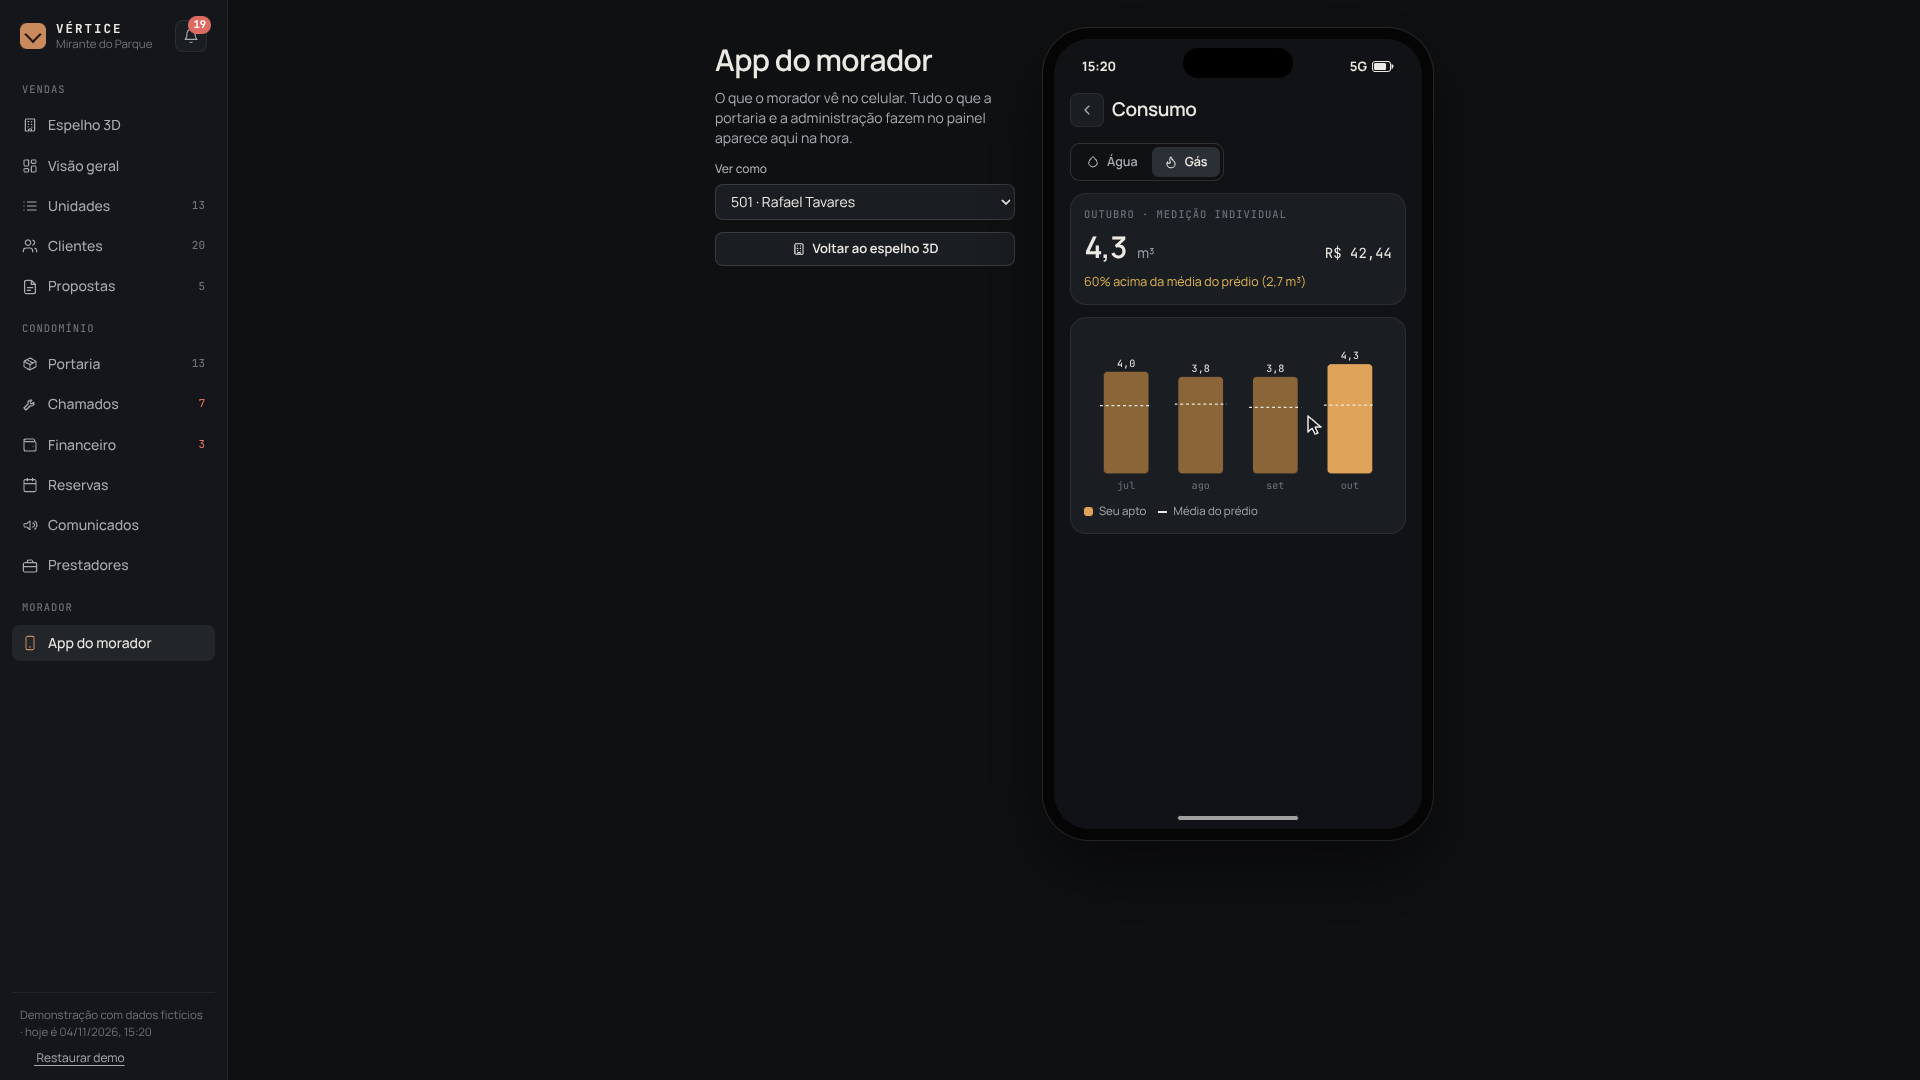 VÉRTICE
Mirante do Parque
19
VENDAS
Espelho 3D
Visão geral
Unidades 13
Clientes 20
Propostas 5
CONDOMÍNIO
Portaria 13
Chamados 7
Financeiro 3
Reservas
Comunicados
Prestadores
MORADOR
App do morador
Demonstração com dados fictícios
· hoje é 04/11/2026, 15:20
Restaurar demo
App do morador
O que o morador vê no celular. Tudo o que a
portaria e a administração fazem no painel
aparece aqui na hora.
Ver como
501 · Rafael Tavares
Voltar ao espelho 3D
15:20 5G
Consumo
Água Gás
OUTUBRO · MEDIÇÃO INDIVIDUAL
4,3 m³ R$ 42,44
60% acima da média do prédio (2,7 m³)
4,0 3,8 3,8 4,3
jul ago set out
Seu apto Média do prédio